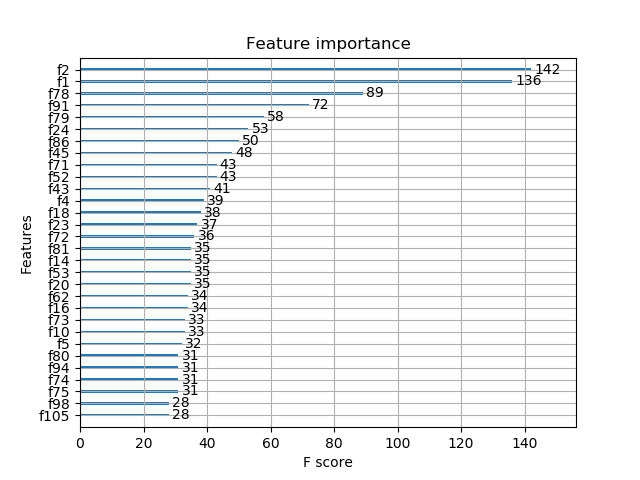 Feature importance
f2 142
f1 136
f78 89
f91 72
f79 58
f24 53
f86 50
f45 48
f71 43
f52 43
f43 41
f4 39
f18 38
f23 37
f72 36
f81 35
f14 35
f53 35
f20 35
f62 34
f16 34
f73 33
f10 33
f5 32
f80 31
f94 31
f74 31
f75 31
f98 28
f105 28
Features
0 20 40 60 80 100 120 140
F score